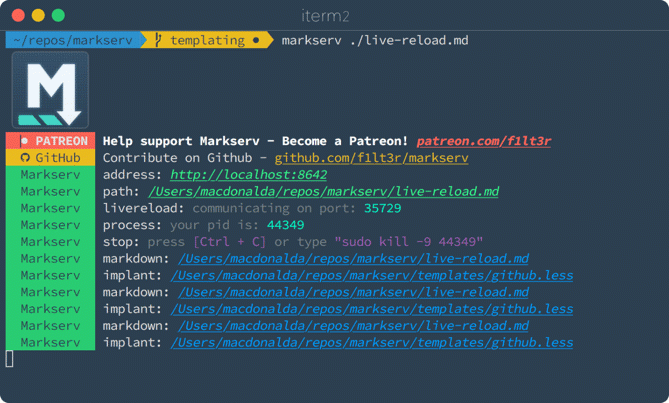 iterm2
~/repos/markserv templating ● markserv ./live-reload.md
M
PATREON Help support Markserv – Become a Patreon! patreon.com/f1lt3r
GitHub Contribute on Github – github.com/f1lt3r/markserv
Markserv address: http://localhost:8642
Markserv path: /Users/macdonalda/repos/markserv/live-reload.md
Markserv livereload: communicating on port: 35729
Markserv process: your pid is: 44349
Markserv stop: press [Ctrl + C] or type "sudo kill -9 44349"
Markserv markdown: /Users/macdonalda/repos/markserv/live-reload.md
Markserv implant: /Users/macdonalda/repos/markserv/templates/github.less
Markserv markdown: /Users/macdonalda/repos/markserv/live-reload.md
Markserv implant: /Users/macdonalda/repos/markserv/templates/github.less
Markserv markdown: /Users/macdonalda/repos/markserv/live-reload.md
Markserv implant: /Users/macdonalda/repos/markserv/templates/github.less